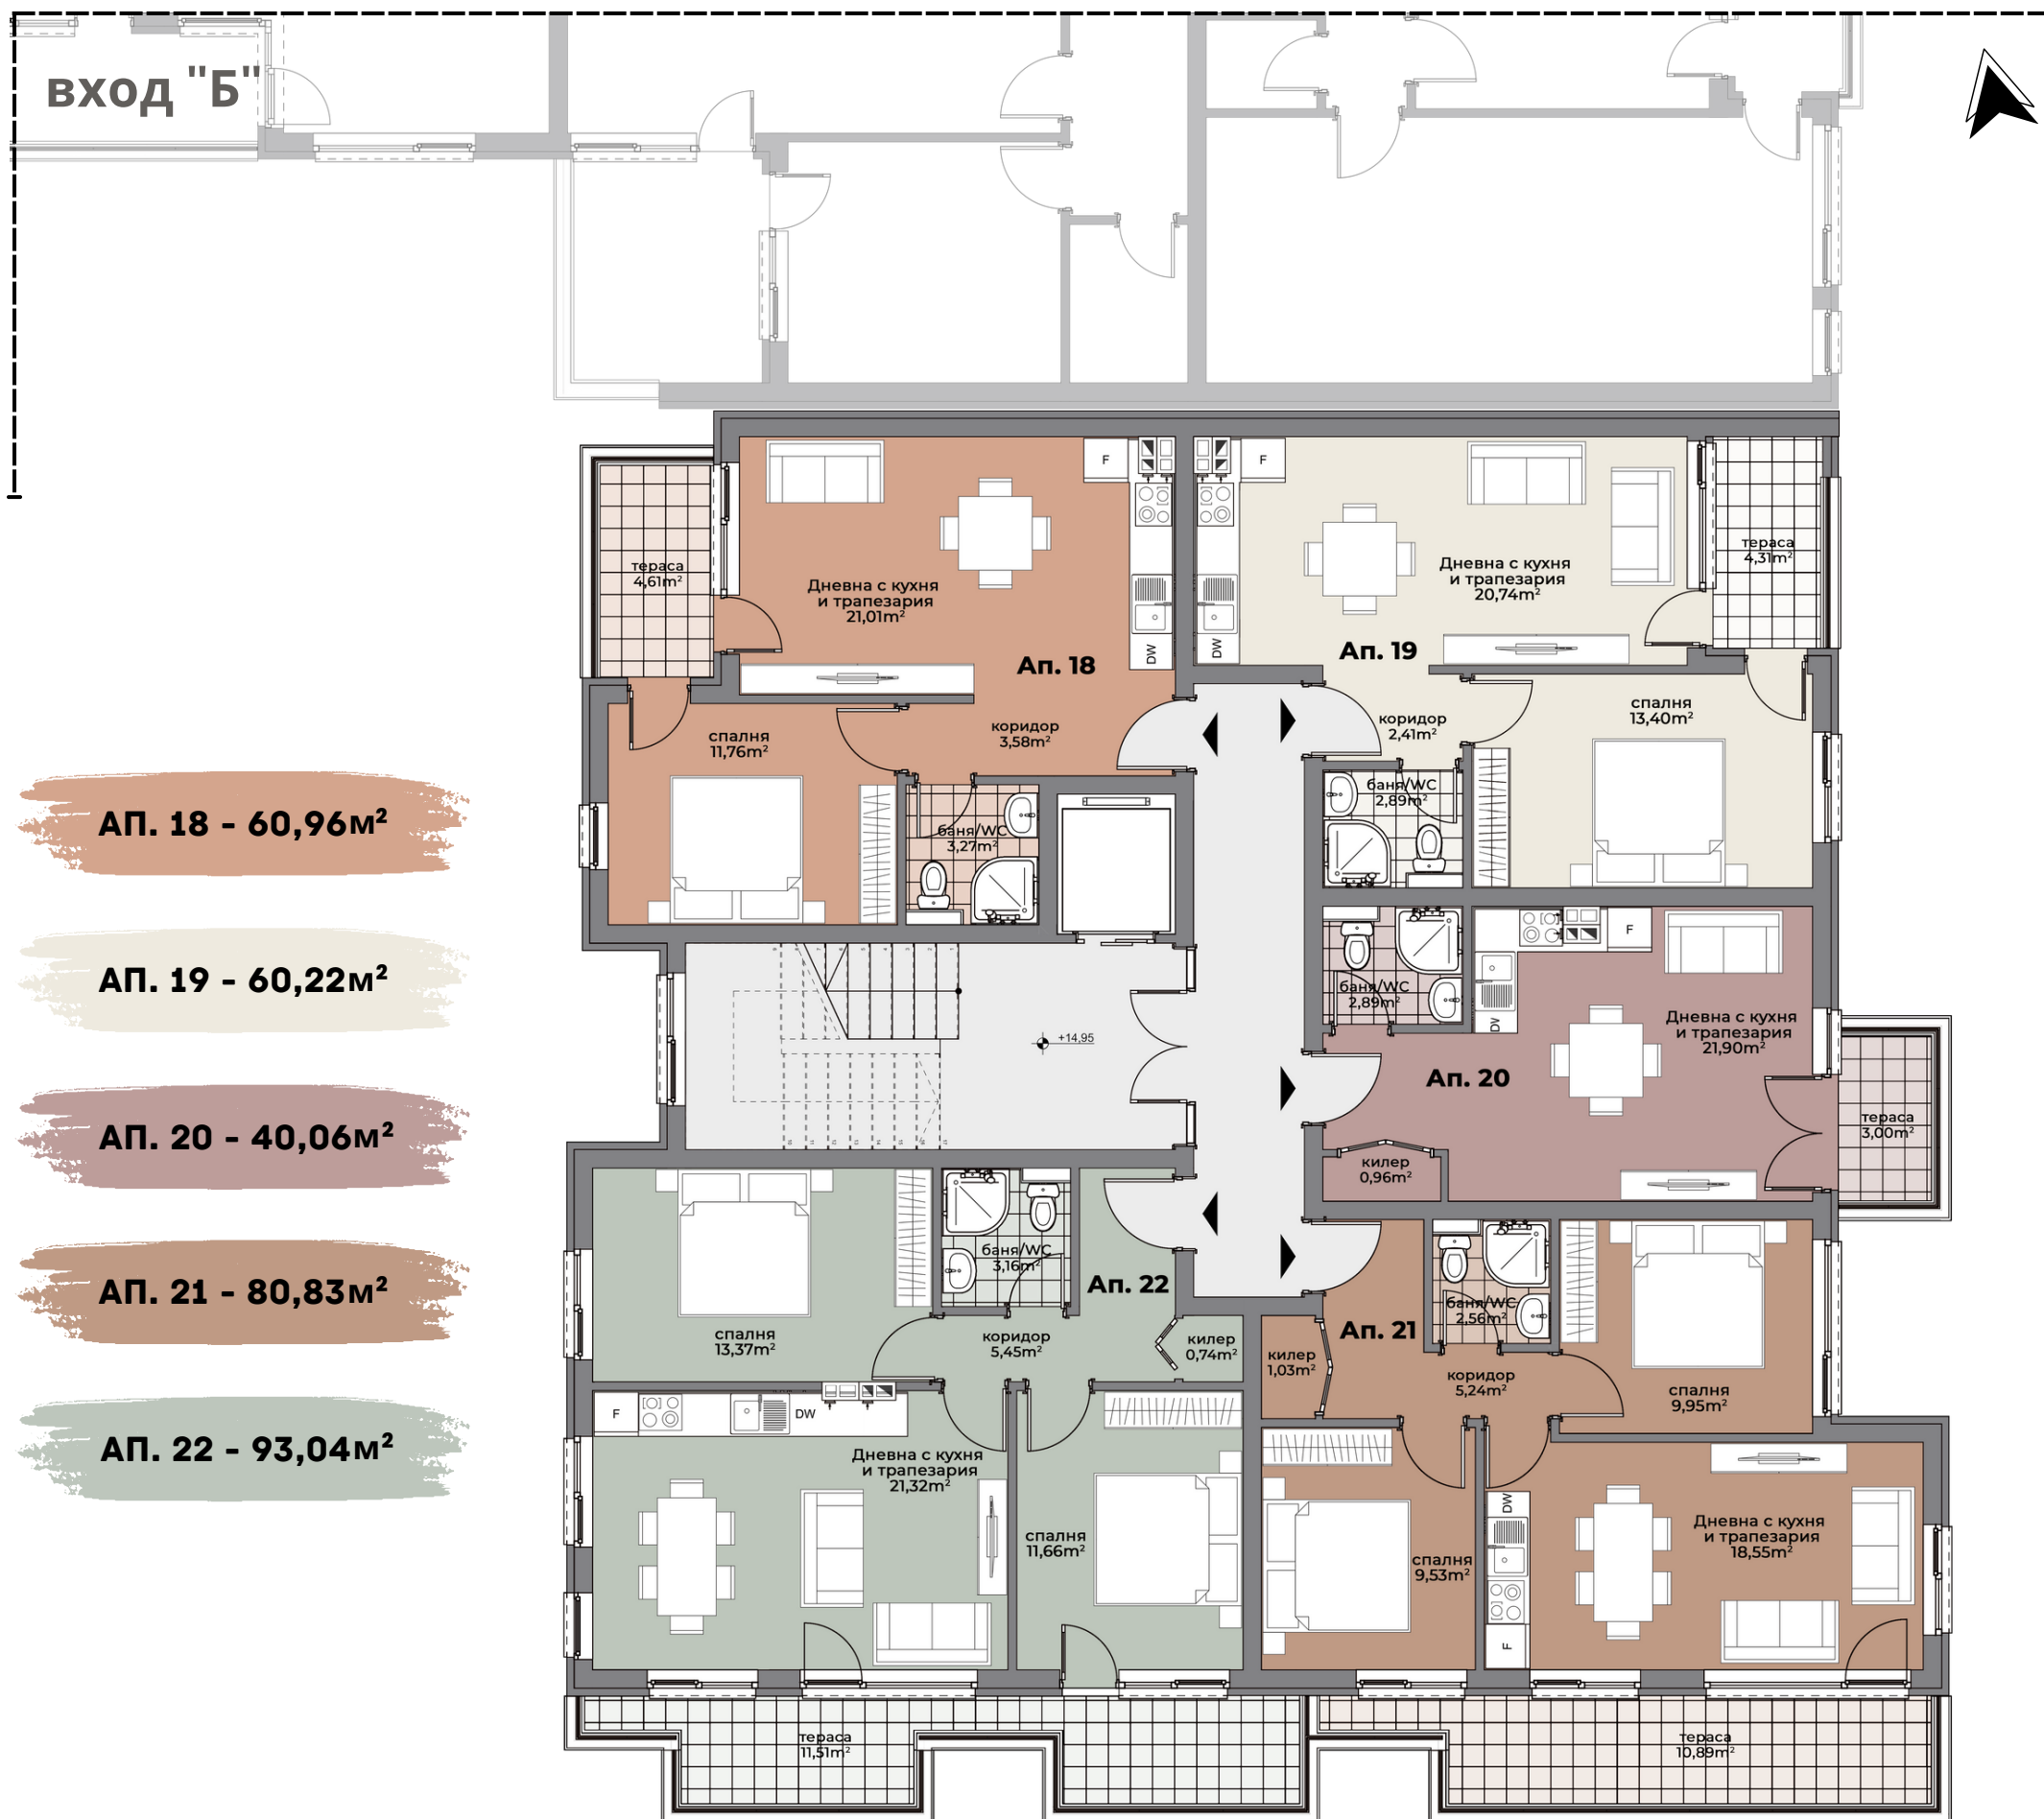 вход "Б"
F
F
тераса
4,61m²
Дневна с кухня
и трапезария
21,01m²
DW
Ап. 18
DW
Дневна с кухня
и трапезария
20,74m²
тераса
4,31m²
Ап. 19
спалня
11,76m²
коридор
3,58m²
коридор
2,41m²
спалня
13,40m²
баня/WC
3,27m²
баня/WC
2,89m²
АП. 18 - 60,96м²
АП. 19 - 60,22м²
АП. 20 - 40,06м²
АП. 21 - 80,83м²
АП. 22 - 93,04м²
+14,95
баня/WC
2,89m²
F
DW
Дневна с кухня
и трапезария
21,90m²
Ап. 20
тераса
3,00m²
килер
0,96m²
баня/WC
3,16m²
Ап. 22
спалня
13,37m²
коридор
5,45m²
килер
0,74m²
килер
1,03m²
Ап. 21
баня/WC
2,56m²
коридор
5,24m²
спалня
9,95m²
F
DW
Дневна с кухня
и трапезария
21,32m²
спалня
11,66m²
спалня
9,53m²
DW
F
Дневна с кухня
и трапезария
18,55m²
тераса
11,51m²
тераса
10,89m²